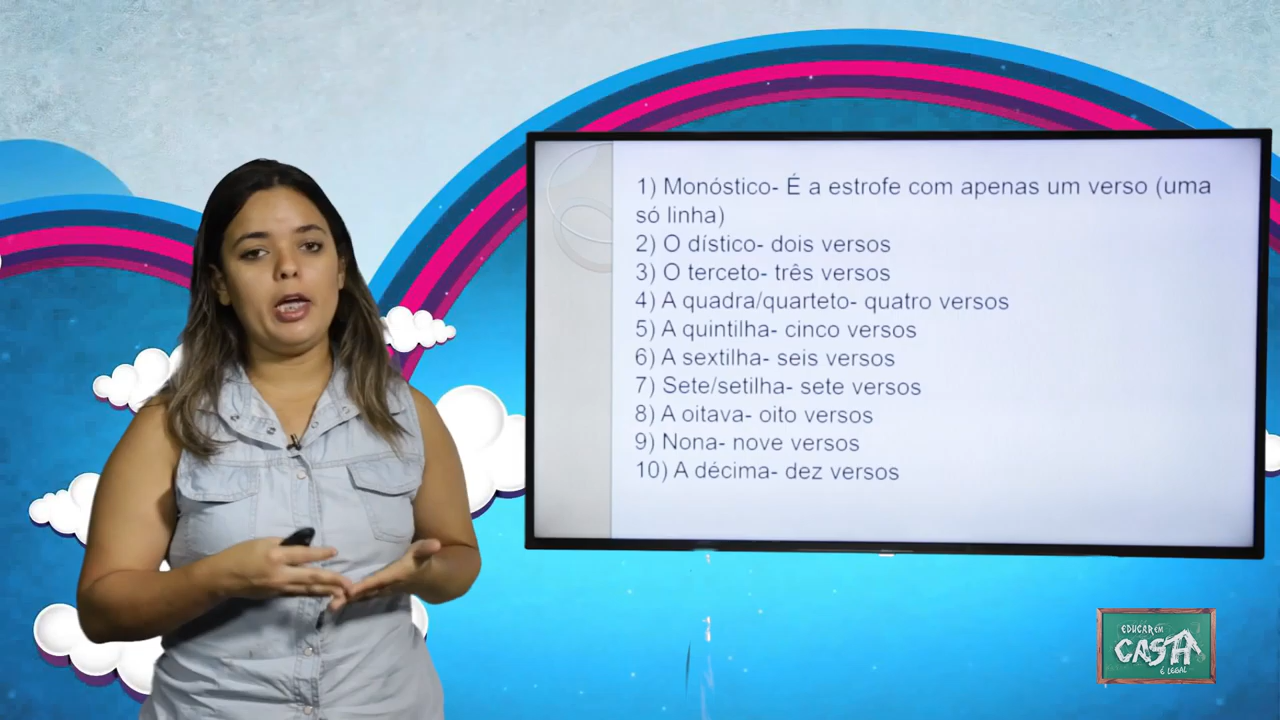 1) Monóstico- É a estrofe com apenas um verso (uma
só linha)
2) O dístico- dois versos
3) O terceto- três versos
4) A quadra/quarteto- quatro versos
5) A quintilha- cinco versos
6) A sextilha- seis versos
7) Sete/setilha- sete versos
8) A oitava- oito versos
9) Nona- nove versos
10) A décima- dez versos
EDUCAR EM
CASA
É LEGAL